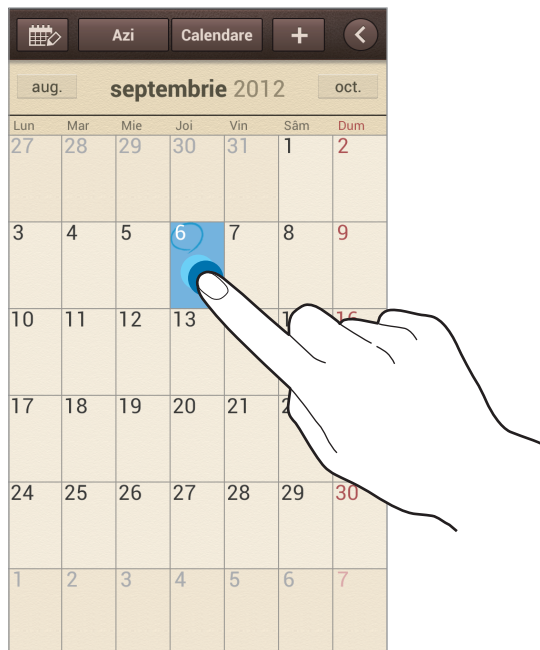 Azi Calendare +
aug. septembrie 2012 oct.
Lun Mar Mie Joi Vin Sâm Dum
27 28 29 30 31 1 2
3 4 5 6 7 8 9
10 11 12 13 16
17 18 19 20 21
24 25 26 27 28 29 30
1 2 3 4 5 6 7